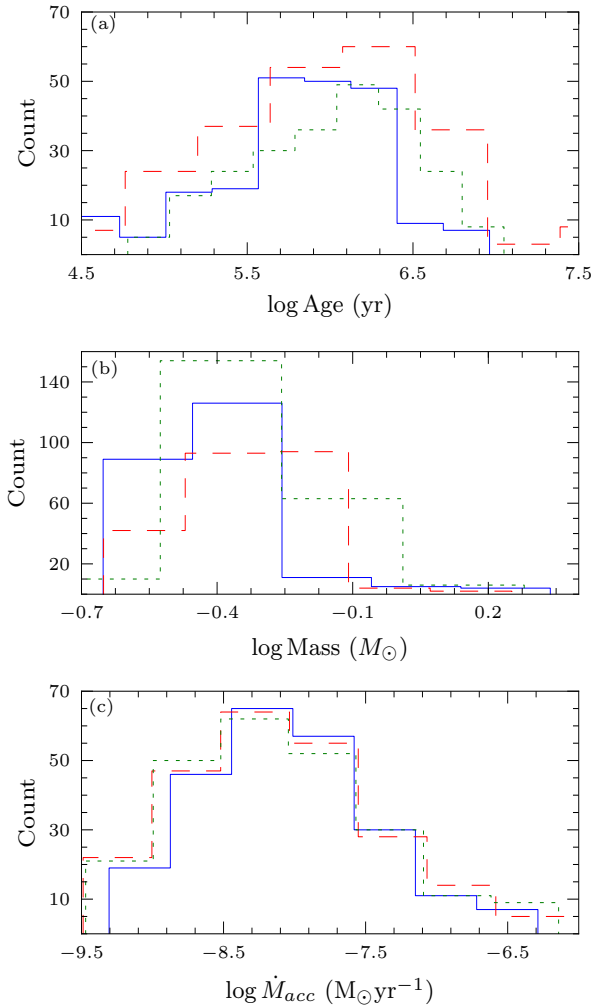 (a)
70
50
30
10
Count
4.5 5.5 6.5 7.5
log Age (yr)
(b)
140
100
60
20
Count
−0.7 −0.4 −0.1 0.2
log Mass (M⊙)
(c)
70
50
30
10
Count
−9.5 −8.5 −7.5 −6.5
log Ṁacc (M⊙yr−1)